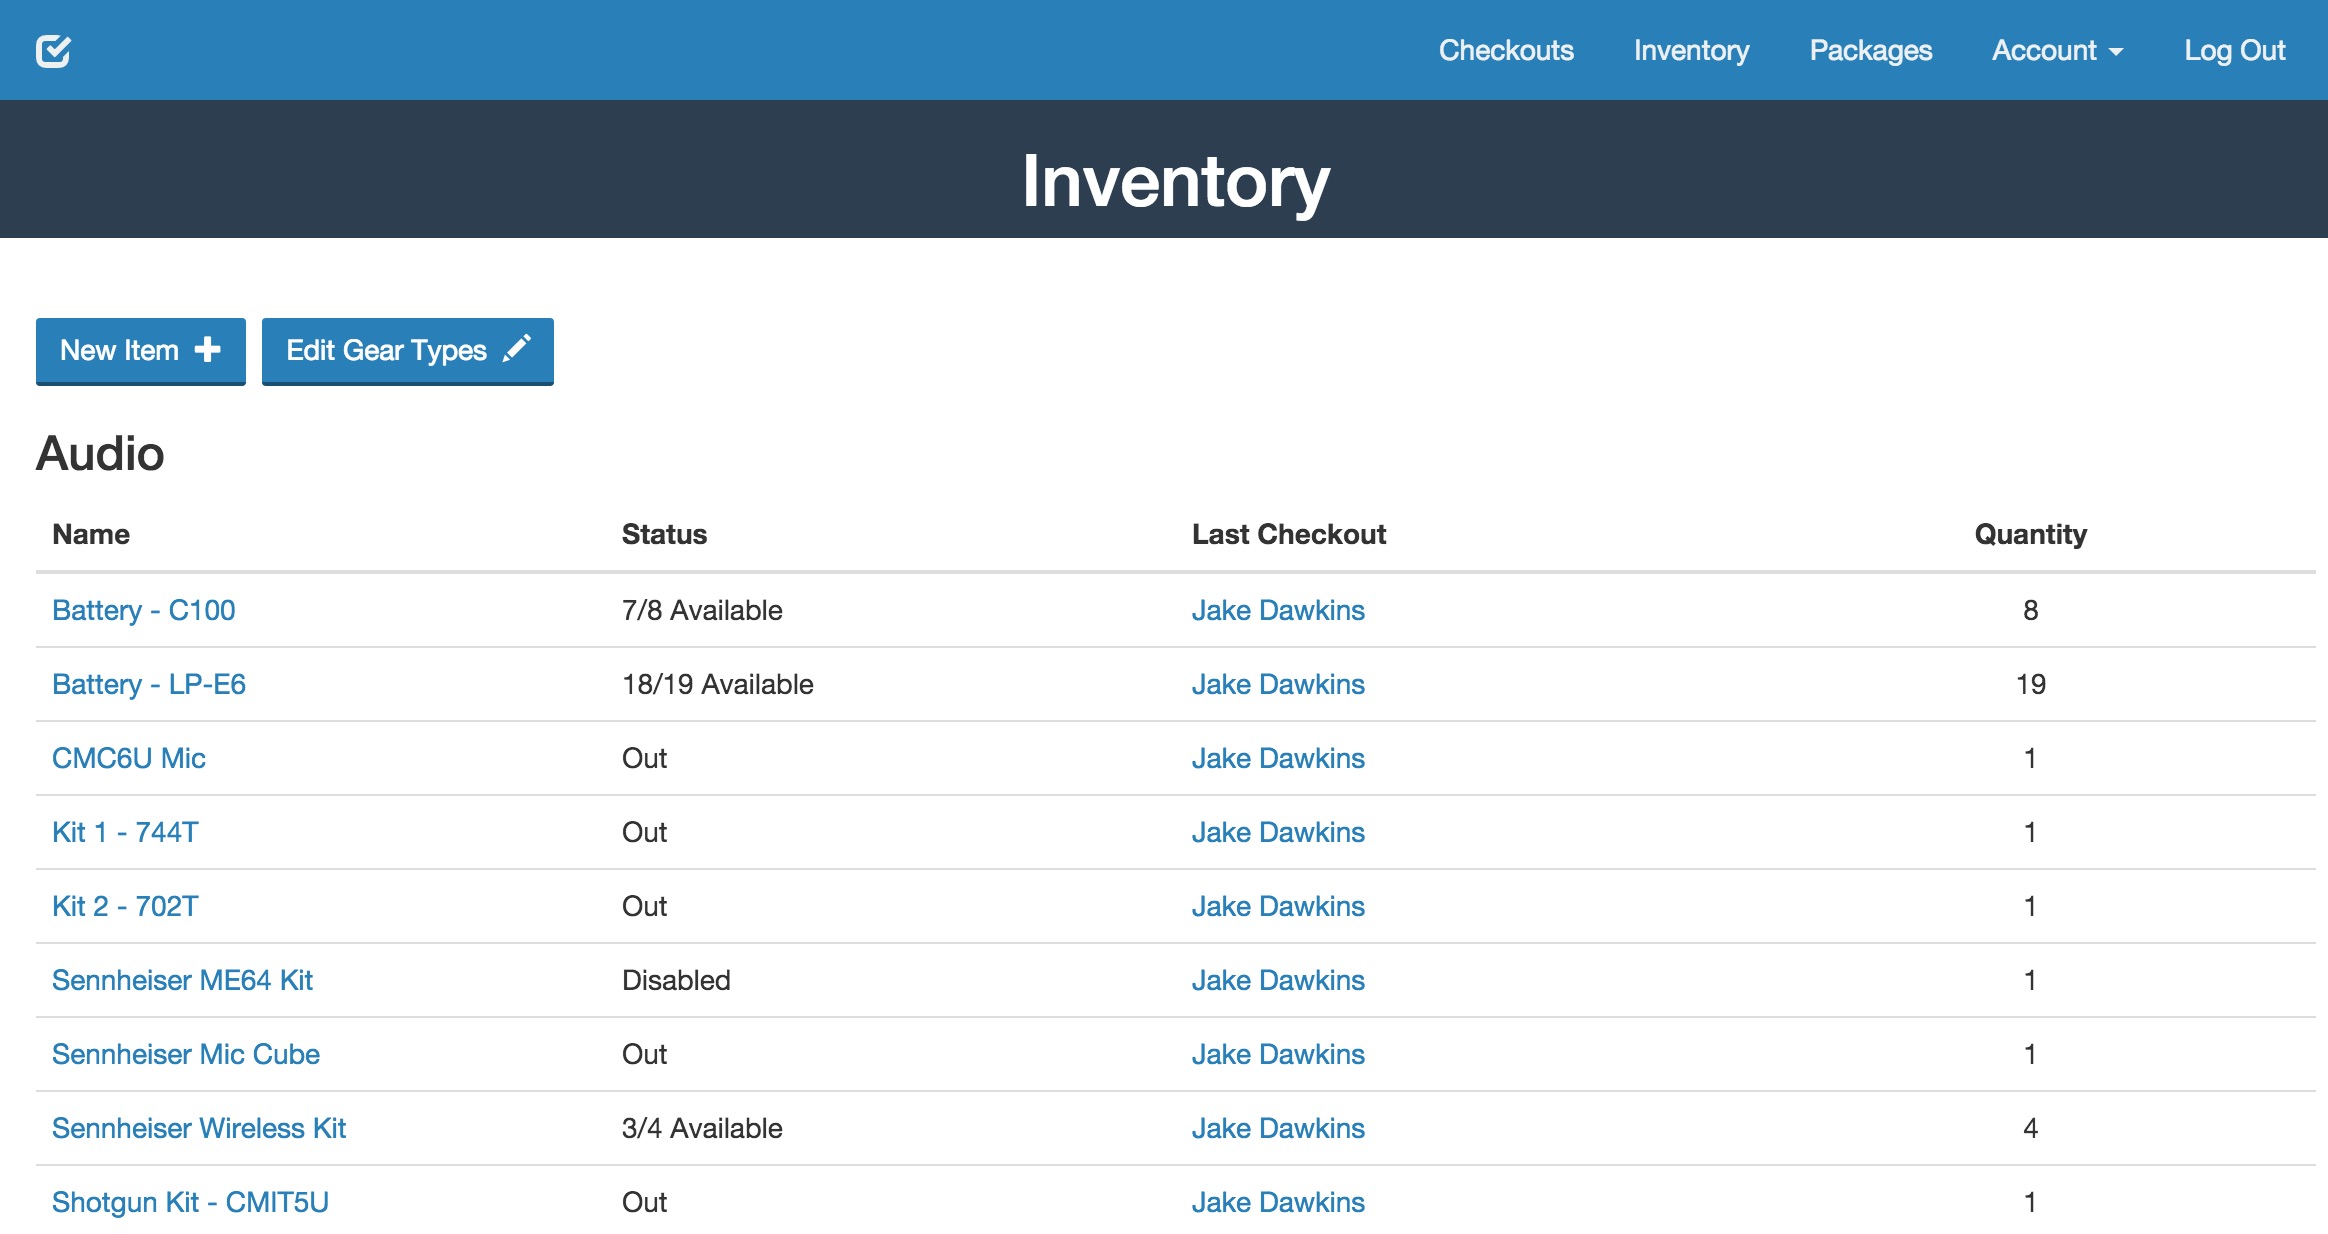 Checkouts Inventory Packages Account Log Out
Inventory
New Item Edit Gear Types
Audio
Name Status Last Checkout Quantity
Battery - C100 7/8 Available Jake Dawkins 8
Battery - LP-E6 18/19 Available Jake Dawkins 19
CMC6U Mic Out Jake Dawkins 1
Kit 1 - 744T Out Jake Dawkins 1
Kit 2 - 702T Out Jake Dawkins 1
Sennheiser ME64 Kit Disabled Jake Dawkins 1
Sennheiser Mic Cube Out Jake Dawkins 1
Sennheiser Wireless Kit 3/4 Available Jake Dawkins 4
Shotgun Kit - CMIT5U Out Jake Dawkins 1